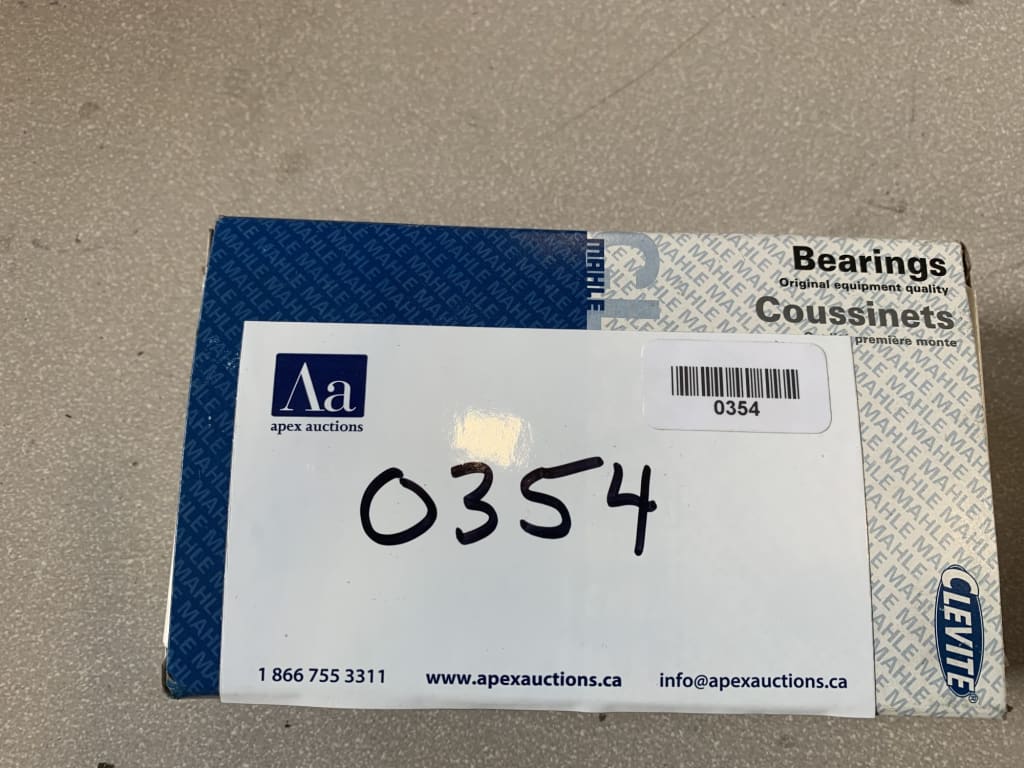 MAHLE
Bearings
Original equipment quality
Coussinets
première monte
Aa
apex auctions
0354
0354
1 866 755 3311
www.apexauctions.ca
info@apexauctions.ca
CLEVITE®